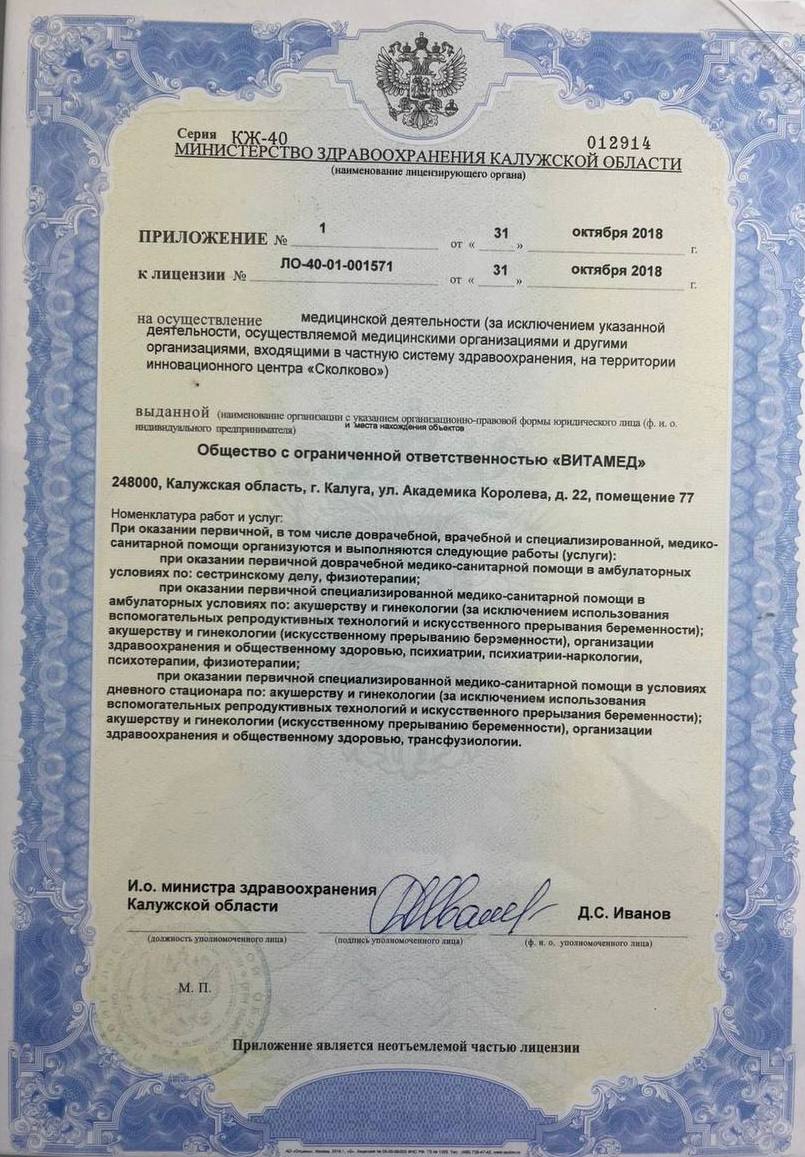 Серия КЖ-40 012914
МИНИСТЕРСТВО ЗДРАВООХРАНЕНИЯ КАЛУЖСКОЙ ОБЛАСТИ
(наименование лицензирующего органа)
ПРИЛОЖЕНИЕ № 1 от « 31 » октября 2018 г.
к лицензии № ЛО-40-01-001571 от « 31 » октября 2018 г.
на осуществление медицинской деятельности (за исключением указанной
деятельности, осуществляемой медицинскими организациями и другими
организациями, входящими в частную систему здравоохранения, на территории
инновационного центра «Сколково»)
выданной (наименование организации с указанием организационно-правовой формы юридического лица (ф. и. о.
индивидуального предпринимателя) и места нахождения объектов
Общество с ограниченной ответственностью «ВИТАМЕД»
248000, Калужская область, г. Калуга, ул. Академика Королева, д. 22, помещение 77
Номенклатура работ и услуг:
При оказании первичной, в том числе доврачебной, врачебной и специализированной, медико-
санитарной помощи организуются и выполняются следующие работы (услуги):
при оказании первичной доврачебной медико-санитарной помощи в амбулаторных
условиях по: сестринскому делу, физиотерапии;
при оказании первичной специализированной медико-санитарной помощи в
амбулаторных условиях по: акушерству и гинекологии (за исключением использования
вспомогательных репродуктивных технологий и искусственного прерывания беременности);
акушерству и гинекологии (искусственному прерыванию беременности), организации
здравоохранения и общественному здоровью, психиатрии, психиатрии-наркологии,
психотерапии, физиотерапии;
при оказании первичной специализированной медико-санитарной помощи в условиях
дневного стационара по: акушерству и гинекологии (за исключением использования
вспомогательных репродуктивных технологий и искусственного прерывания беременности);
акушерству и гинекологии (искусственному прерыванию беременности), организации
здравоохранения и общественному здоровью, трансфузиологии.
И.о. министра здравоохранения
Калужской области Д.С. Иванов
(должность уполномоченного лица) (подпись уполномоченного лица) (ф. и. о. уполномоченного лица)
М. П.
Приложение является неотъемлемой частью лицензии